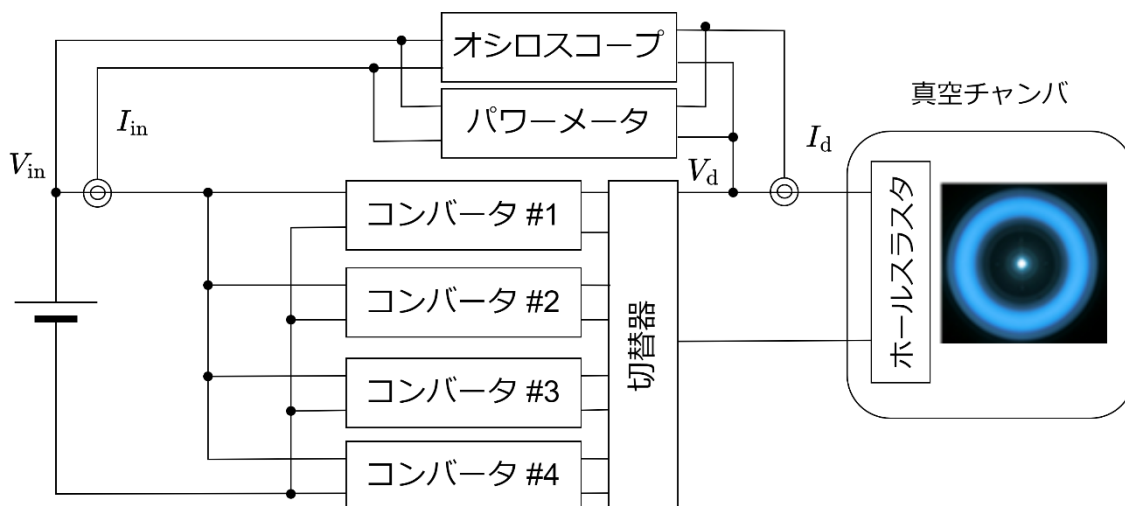 オシロスコープ
パワーメータ
真空チャンバ
I_in
V_in
V_d
I_d
コンバータ #1
コンバータ #2
コンバータ #3
コンバータ #4
切替器
ホールスラスタ